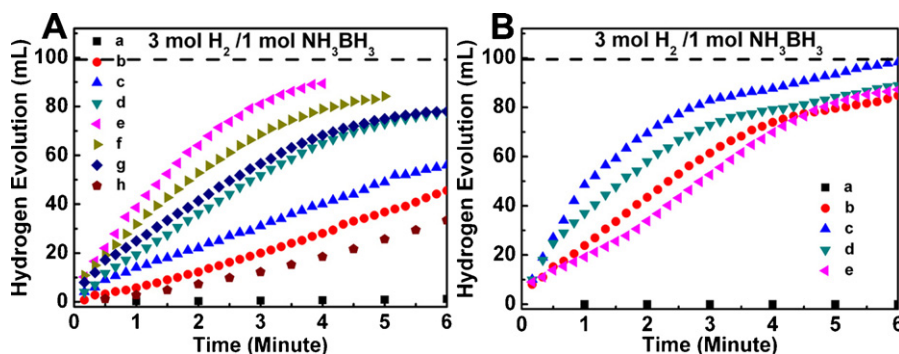 A
3 mol H₂ /1 mol NH₃BH₃
Hydrogen Evolution (mL)
100
80
60
40
20
0
a
b
c
d
e
f
g
h
0 1 2 3 4 5 6
Time (Minute)
B
3 mol H₂ /1 mol NH₃BH₃
Hydrogen Evolution (mL)
100
80
60
40
20
0
a
b
c
d
e
0 1 2 3 4 5 6
Time (Minute)